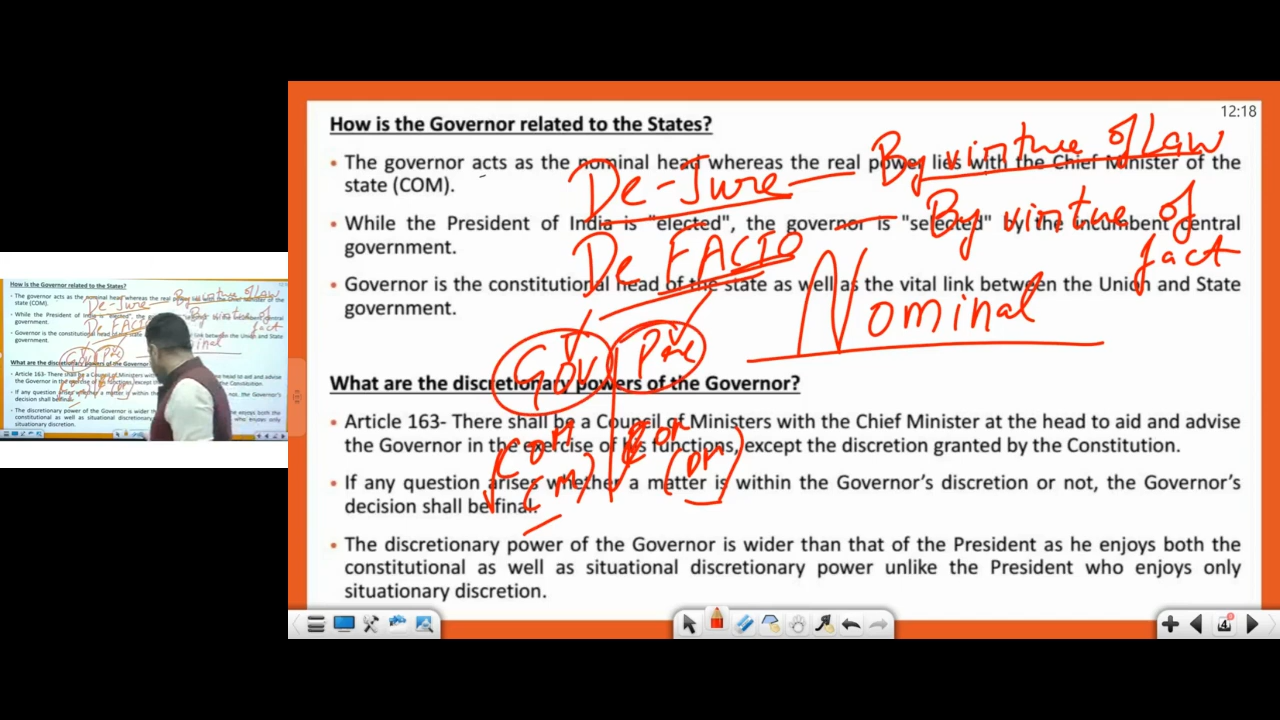 12:18
How is the Governor related to the States?
• The governor acts as the nominal head whereas the real power lies with the Chief Minister of the
state (COM).
• While the President of India is "elected", the governor is "selected" by the incumbent central
government.
• Governor is the constitutional head of the state as well as the vital link between the Union and State
government.
De-Jure — By virtue of Law
De FACTO — By virtue of
fact
Nominal
Gov Pre
COM COM
(CM) (PM)
What are the discretionary powers of the Governor?
• Article 163- There shall be a Council of Ministers with the Chief Minister at the head to aid and advise
the Governor in the exercise of his functions, except the discretion granted by the Constitution.
• If any question arises whether a matter is within the Governor's discretion or not, the Governor's
decision shall be final.
• The discretionary power of the Governor is wider than that of the President as he enjoys both the
constitutional as well as situational discretionary power unlike the President who enjoys only
situationary discretion.